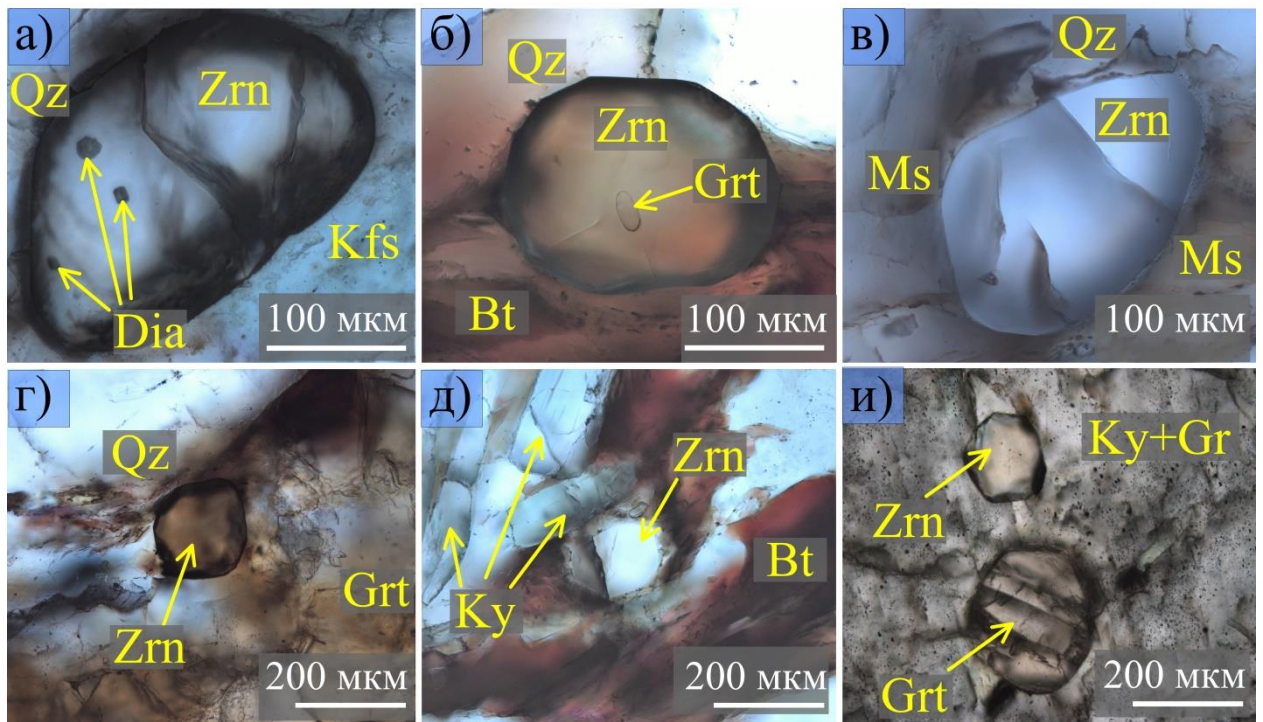 а)
Qz
Zrn
Dia
Kfs
100 мкм
б)
Qz
Zrn
Grt
Bt
100 мкм
в)
Qz
Zrn
Ms
Ms
100 мкм
г)
Qz
Zrn
Grt
200 мкм
д)
Zrn
Ky
Bt
200 мкм
и)
Ky+Gr
Zrn
Grt
200 мкм